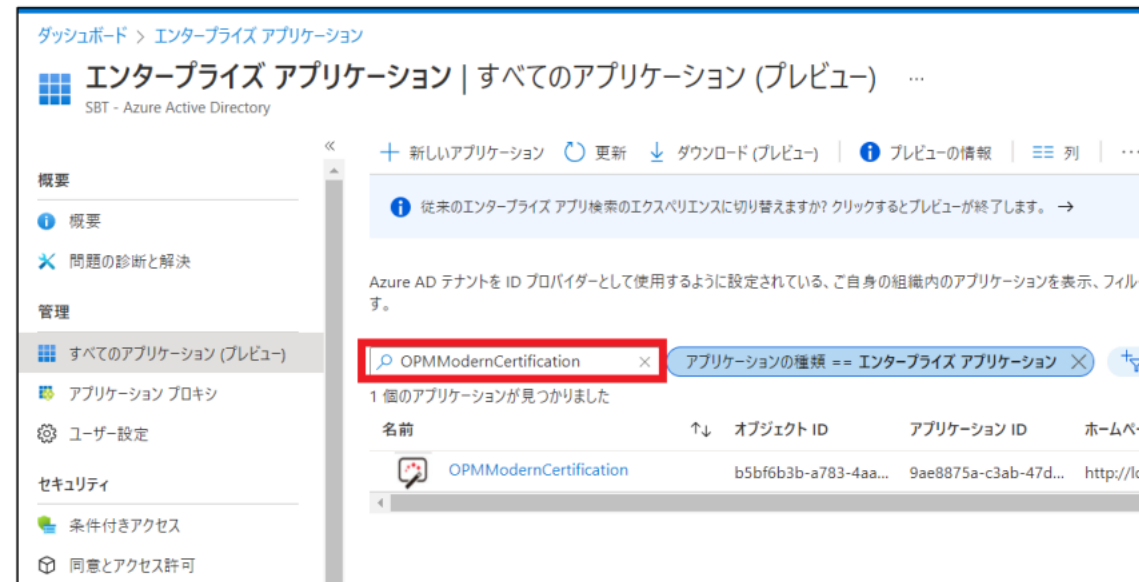 ダッシュボード > エンタープライズ アプリケーション
エンタープライズ アプリケーション | すべてのアプリケーション (プレビュー) …
SBT - Azure Active Directory
«
概要
概要
問題の診断と解決
管理
すべてのアプリケーション (プレビュー)
アプリケーション プロキシ
ユーザー設定
セキュリティ
条件付きアクセス
同意とアクセス許可
＋ 新しいアプリケーション 更新 ダウンロード (プレビュー) プレビューの情報 列 …
従来のエンタープライズ アプリ検索のエクスペリエンスに切り替えますか? クリックするとプレビューが終了します。 →
Azure AD テナントを ID プロバイダーとして使用するように設定されている、ご自身の組織内のアプリケーションを表示、フィル
す。
OPMModernCertification × アプリケーションの種類 == エンタープライズ アプリケーション ×
1 個のアプリケーションが見つかりました
名前 ↑↓ オブジェクト ID アプリケーション ID ホームペ
OPMModernCertification b5bf6b3b-a783-4aa... 9ae8875a-c3ab-47d... http://lo